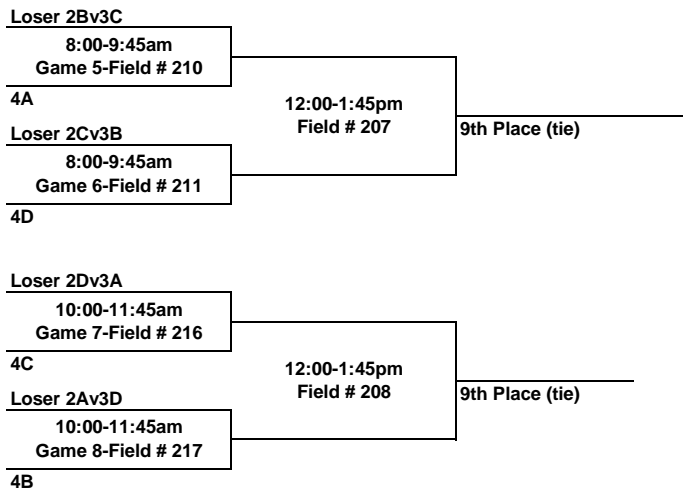 Loser 2Bv3C
8:00-9:45am
Game 5-Field # 210
4A
12:00-1:45pm
Field # 207
9th Place (tie)
Loser 2Cv3B
8:00-9:45am
Game 6-Field # 211
4D
Loser 2Dv3A
10:00-11:45am
Game 7-Field # 216
4C
12:00-1:45pm
Field # 208
9th Place (tie)
Loser 2Av3D
10:00-11:45am
Game 8-Field # 217
4B